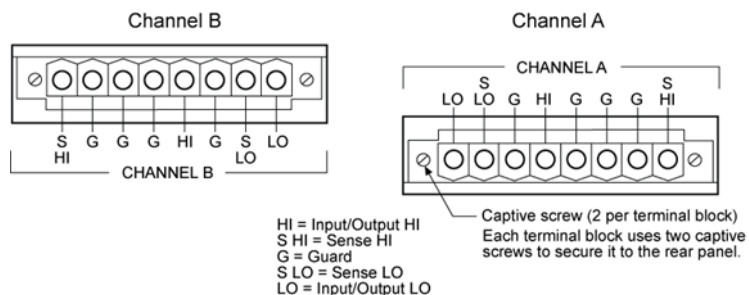 Channel B
Channel A
S HI G G G HI G S LO LO
CHANNEL B
CHANNEL A
LO S LO G HI G G G S HI
Captive screw (2 per terminal block)
Each terminal block uses two captive
screws to secure it to the rear panel.
HI = Input/Output HI
S HI = Sense HI
G = Guard
S LO = Sense LO
LO = Input/Output LO